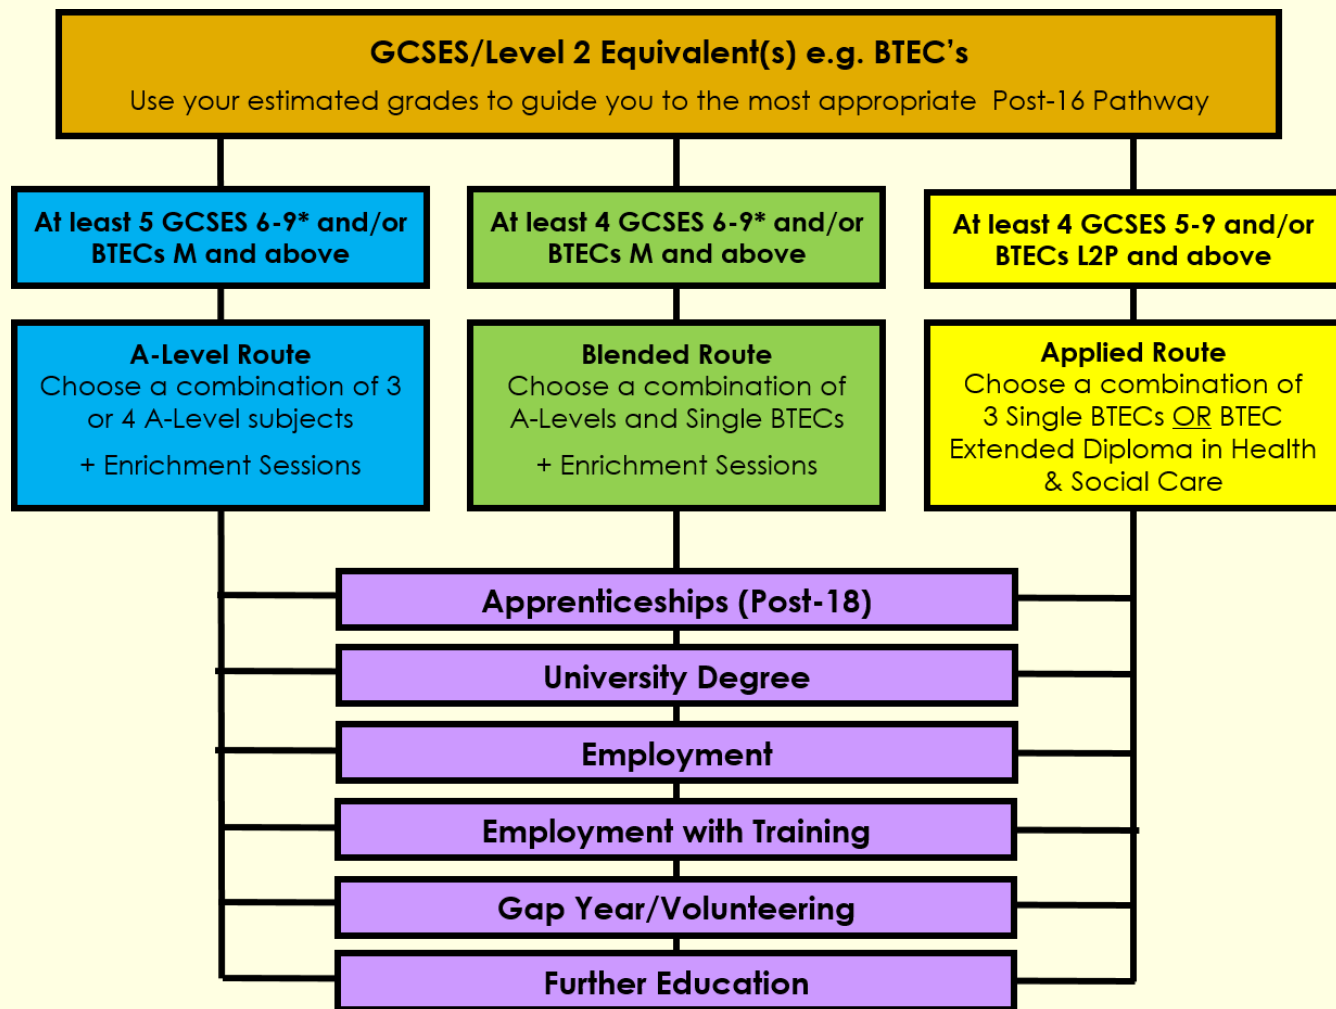 GCSES/Level 2 Equivalent(s) e.g. BTEC's
Use your estimated grades to guide you to the most appropriate Post-16 Pathway
At least 5 GCSES 6-9* and/or
BTECs M and above
At least 4 GCSES 6-9* and/or
BTECs M and above
At least 4 GCSES 5-9 and/or
BTECs L2P and above
A-Level Route
Choose a combination of 3
or 4 A-Level subjects
+ Enrichment Sessions
Blended Route
Choose a combination of
A-Levels and Single BTECs
+ Enrichment Sessions
Applied Route
Choose a combination of
3 Single BTECs OR BTEC
Extended Diploma in Health
& Social Care
Apprenticeships (Post-18)
University Degree
Employment
Employment with Training
Gap Year/Volunteering
Further Education